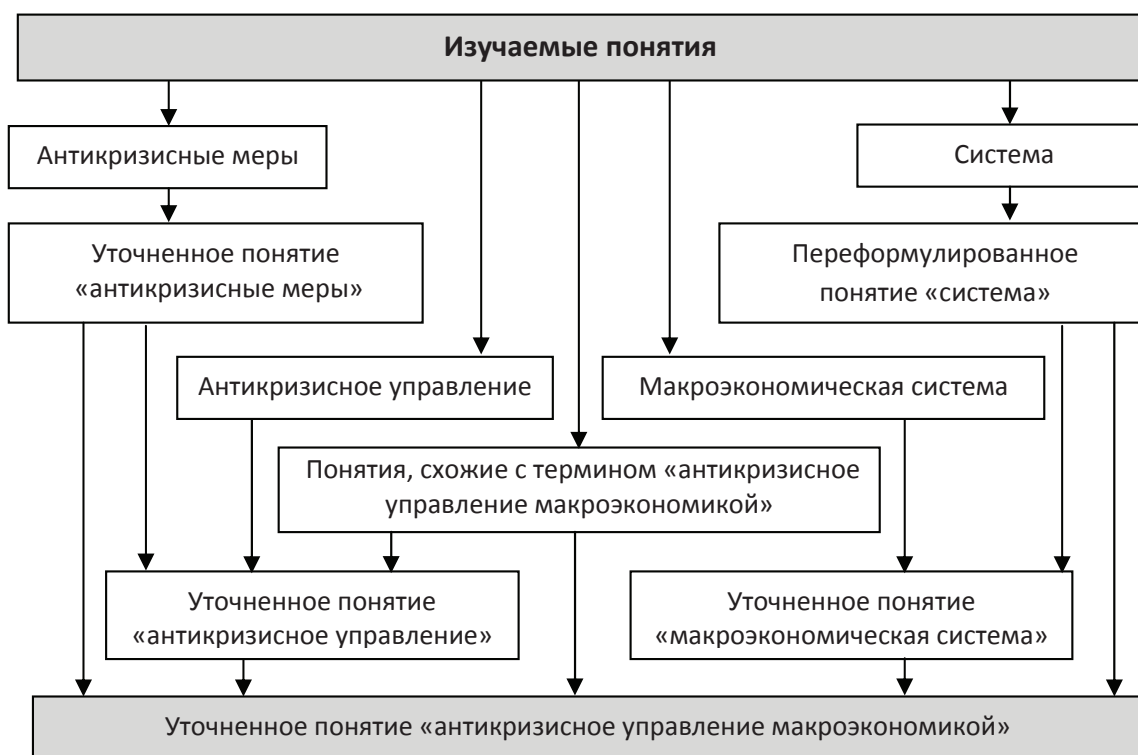 Изучаемые понятия
Антикризисные меры
Система
Уточненное понятие
«антикризисные меры»
Переформулированное
понятие «система»
Антикризисное управление
Макроэкономическая система
Понятия, схожие с термином «антикризисное
управление макроэкономикой»
Уточненное понятие
«антикризисное управление»
Уточненное понятие
«макроэкономическая система»
Уточненное понятие «антикризисное управление макроэкономикой»